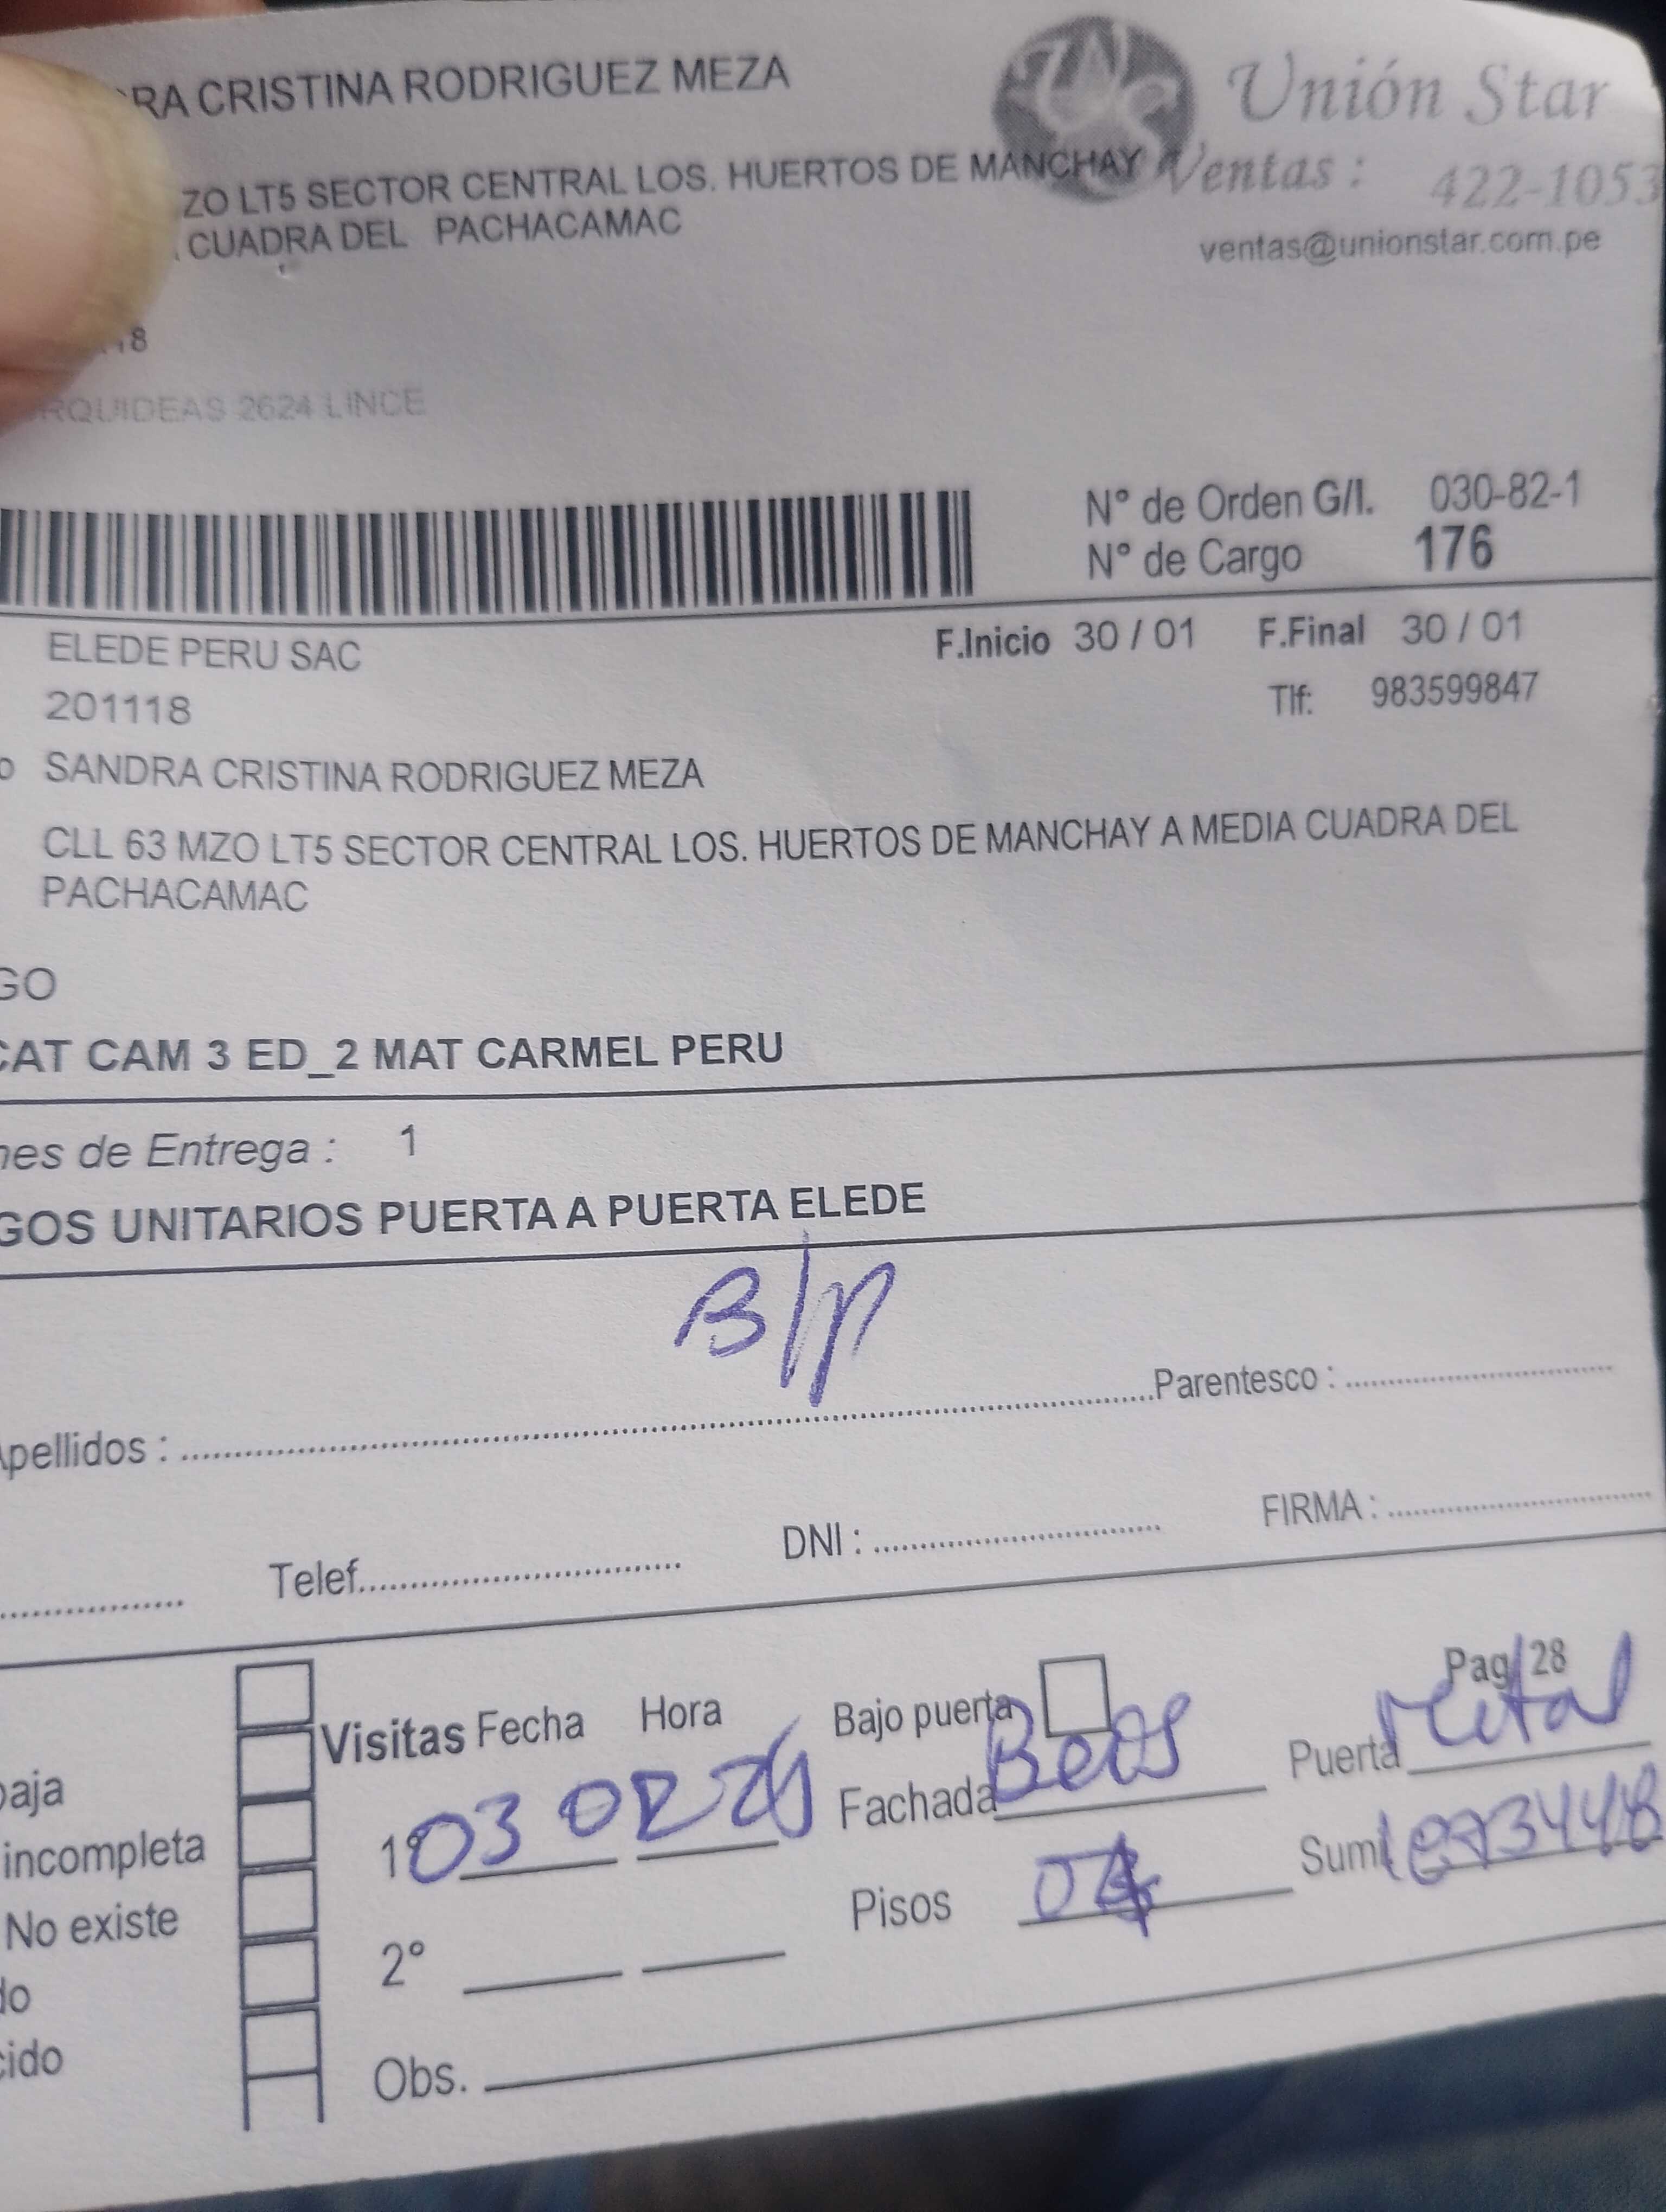 RA CRISTINA RODRIGUEZ MEZA
Unión Star
ZO LT5 SECTOR CENTRAL LOS. HUERTOS DE MANCHAY
Ventas : 422-1053
CUADRA DEL PACHACAMAC
ventas@unionstar.com.pe
18
RQUIDEAS 2624 LINCE
N° de Orden G/I. 030-82-1
N° de Cargo 176
ELEDE PERU SAC
F.Inicio 30 / 01 F.Final 30 / 01
201118
Tlf: 983599847
o SANDRA CRISTINA RODRIGUEZ MEZA
CLL 63 MZO LT5 SECTOR CENTRAL LOS. HUERTOS DE MANCHAY A MEDIA CUADRA DEL
PACHACAMAC
GO
CAT CAM 3 ED_2 MAT CARMEL PERU
nes de Entrega : 1
GOS UNITARIOS PUERTA A PUERTA ELEDE
B/P
Apellidos : Parentesco :
Telef. DNI : FIRMA :
Pag 28
Visitas Fecha Hora Bajo puerta
baja
1° 03 02 Fachada Beis Puerta Metal
incompleta
Pisos Sum
No existe
2°
do
cido
Obs.